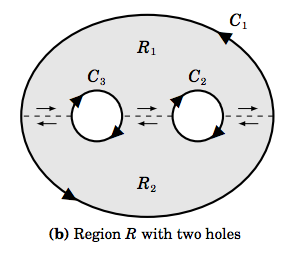 C₁
R₁
C₃ C₂
R₂
(b) Region R with two holes